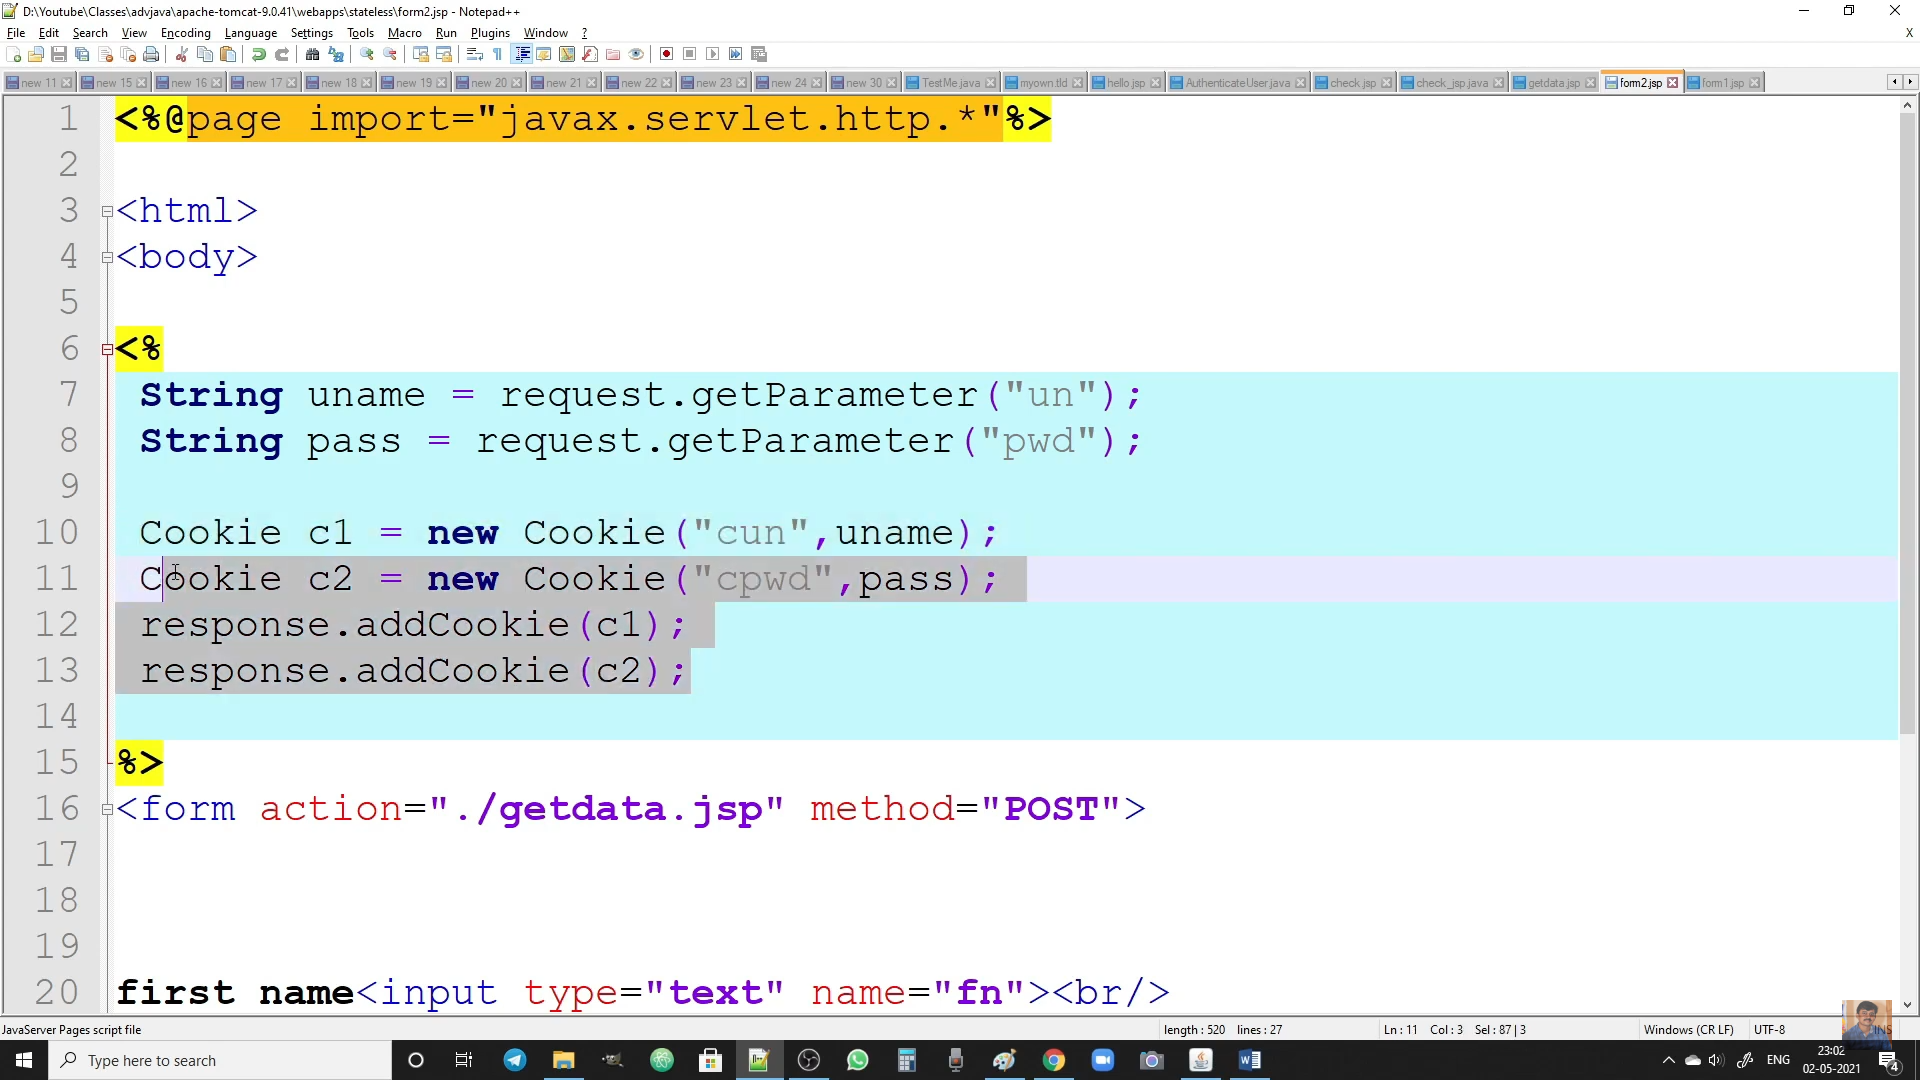 D:\Youtube\Classes\advjava\apache-tomcat-9.0.41\webapps\stateless\form2.jsp - Notepad++
File Edit Search View Encoding Language Settings Tools Macro Run Plugins Window ? X
new 11 new 15 new 16 new 17 new 18 new 19 new 20 new 21 new 22 new 23 new 24 new 30 TestMe.java myown.tld hello.jsp AuthenticateUser.java check.jsp check_jsp.java getdata.jsp form2.jsp form1.jsp
1 <%@page import="javax.servlet.http.*"%>
2
3 <html>
4 <body>
5
6 <%
7 String uname = request.getParameter("un");
8 String pass = request.getParameter("pwd");
9
10 Cookie c1 = new Cookie("cun",uname);
11 Cookie c2 = new Cookie("cpwd",pass);
12 response.addCookie(c1);
13 response.addCookie(c2);
14
15 %>
16 <form action="./getdata.jsp" method="POST">
17
18
19
20 first name<input type="text" name="fn"><br/>
JavaServer Pages script file length : 520 lines : 27 Ln : 11 Col : 3 Sel : 87 | 3 Windows (CR LF) UTF-8 INS
Type here to search ENG 23:02
02-05-2021 4